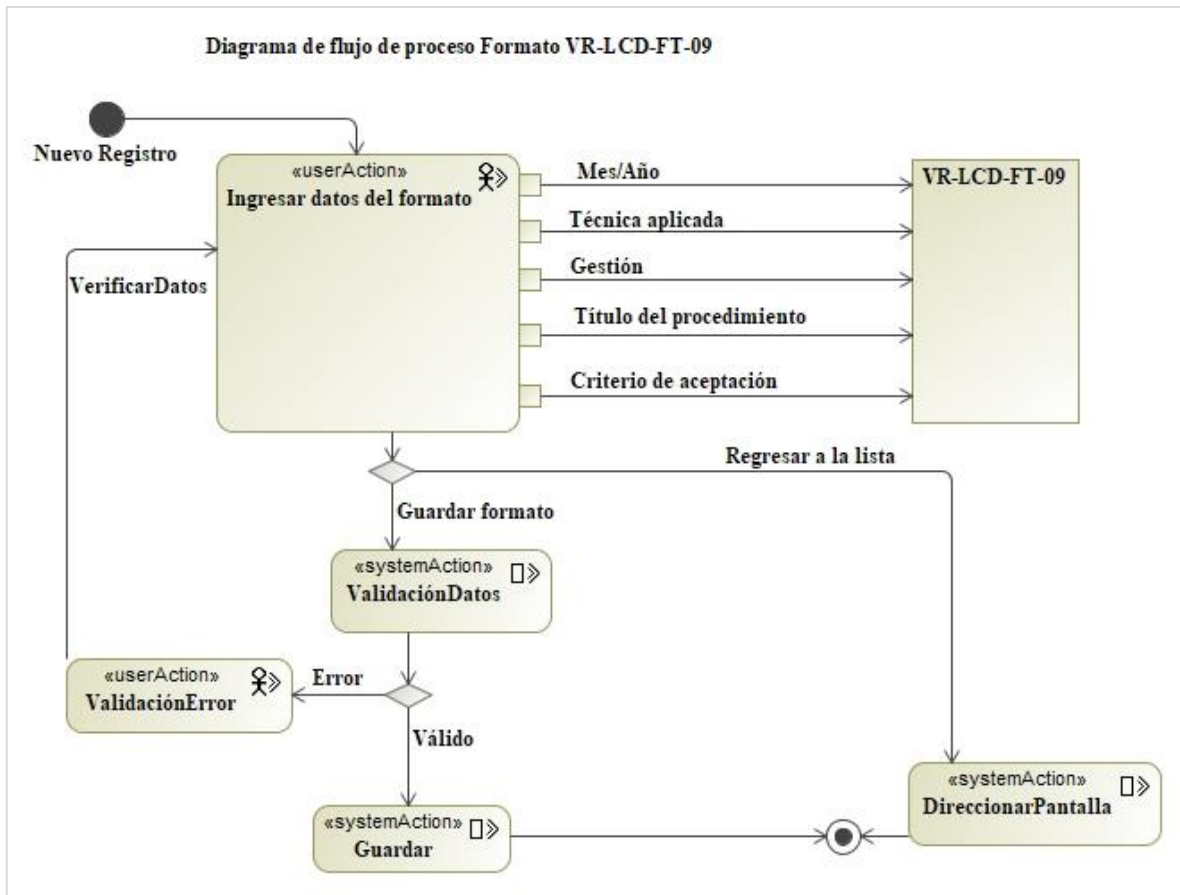 Diagrama de flujo de proceso Formato VR-LCD-FT-09
Nuevo Registro
«userAction»
Ingresar datos del formato
Mes/Año
Técnica aplicada
Gestión
Título del procedimiento
Criterio de aceptación
VR-LCD-FT-09
VerificarDatos
Regresar a la lista
Guardar formato
«systemAction»
ValidaciónDatos
«userAction»
ValidaciónError
Error
Válido
«systemAction»
Guardar
«systemAction»
DireccionarPantalla